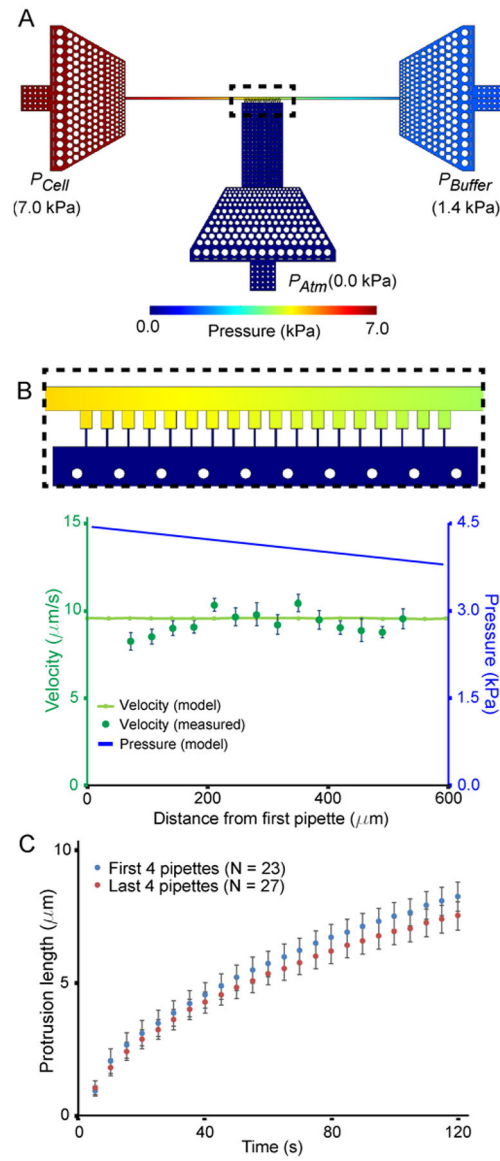 A
P_Cell
(7.0 kPa)
P_Buffer
(1.4 kPa)
P_Atm (0.0 kPa)
0.0
7.0
Pressure (kPa)
B
15
10
5
0
Velocity (μm/s)
4.5
3.0
1.5
0.0
Pressure (kPa)
Velocity (model)
Velocity (measured)
Pressure (model)
0
200
400
600
Distance from first pipette (μm)
C
First 4 pipettes (N = 23)
Last 4 pipettes (N = 27)
10
5
0
Protrusion length (μm)
0
40
80
120
Time (s)